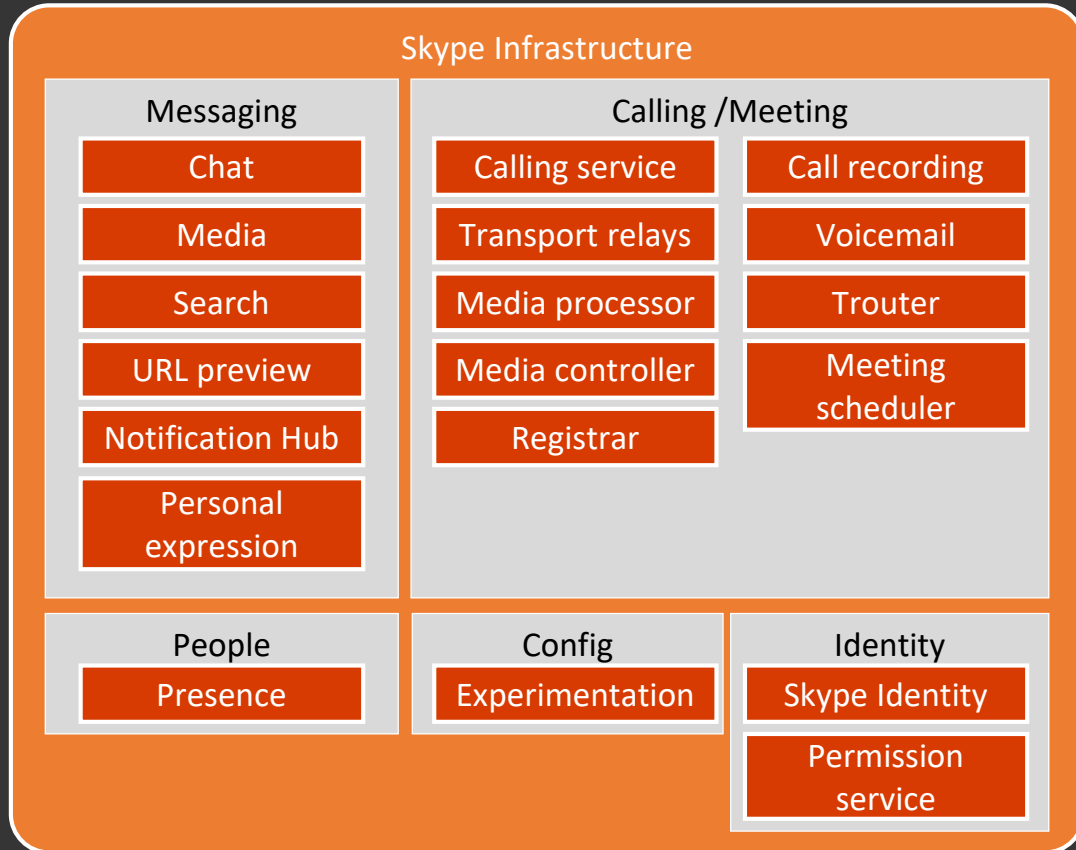 Skype Infrastructure
Messaging
Chat
Media
Search
URL preview
Notification Hub
Personal
expression
Calling /Meeting
Calling service
Transport relays
Media processor
Media controller
Registrar
Call recording
Voicemail
Trouter
Meeting
scheduler
People
Presence
Config
Experimentation
Identity
Skype Identity
Permission
service